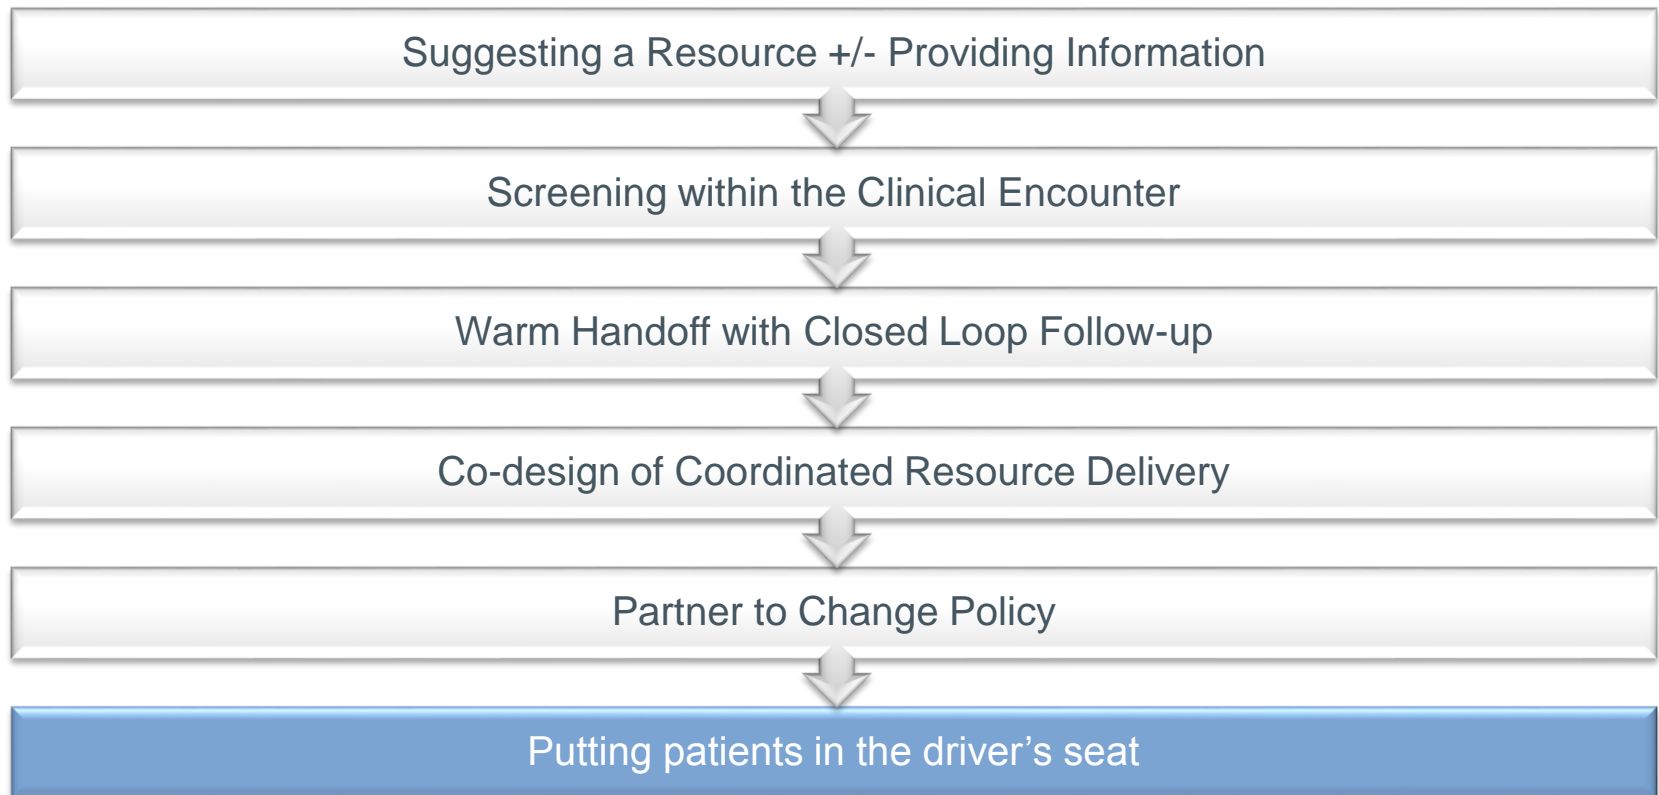 Suggesting a Resource +/- Providing Information
Screening within the Clinical Encounter
Warm Handoff with Closed Loop Follow-up
Co-design of Coordinated Resource Delivery
Partner to Change Policy
Putting patients in the driver’s seat